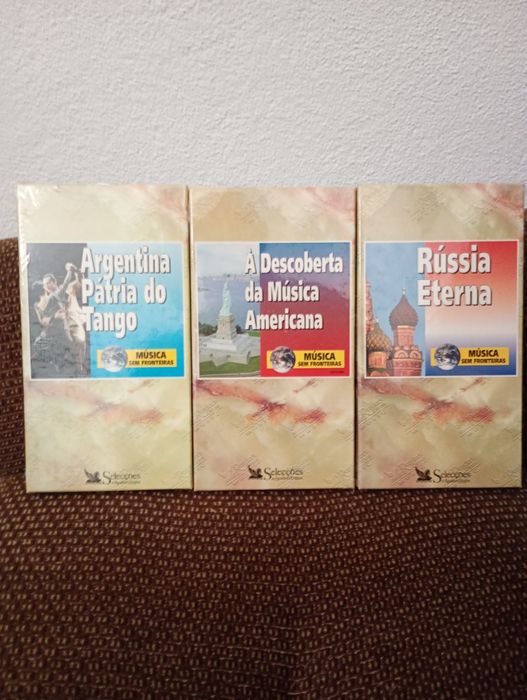 Argentina
Pátria do
Tango
MÚSICA
SEM FRONTEIRAS
Selecções
À Descoberta
da Música
Americana
MÚSICA
SEM FRONTEIRAS
Selecções
Rússia
Eterna
MÚSICA
SEM FRONTEIRAS
Selecções